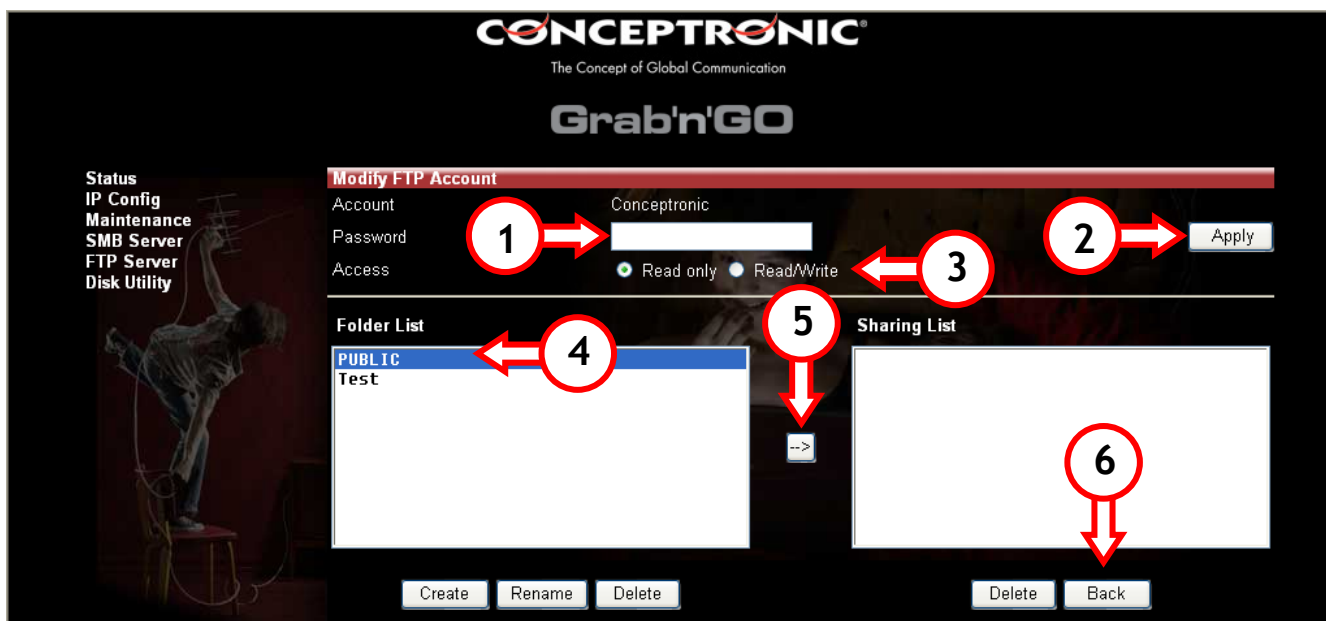 CONCEPTRONIC®
The Concept of Global Communication
Grab'n'GO
Status
IP Config
Maintenance
SMB Server
FTP Server
Disk Utility
Modify FTP Account
Account Conceptronic
Password 1 2 Apply
Access Read only Read/Write 3
Folder List 5 Sharing List
PUBLIC 4
Test
-->
6
Create Rename Delete Delete Back